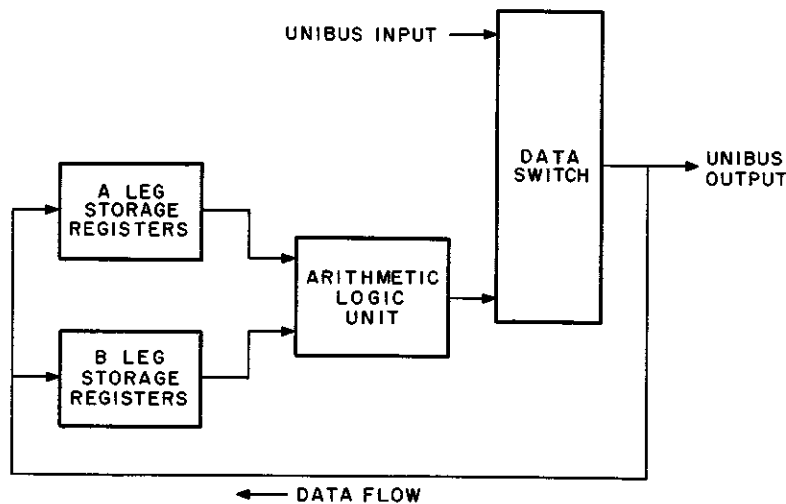 UNIBUS INPUT
DATA
SWITCH
UNIBUS
OUTPUT
A LEG
STORAGE
REGISTERS
ARITHMETIC
LOGIC
UNIT
B LEG
STORAGE
REGISTERS
DATA FLOW